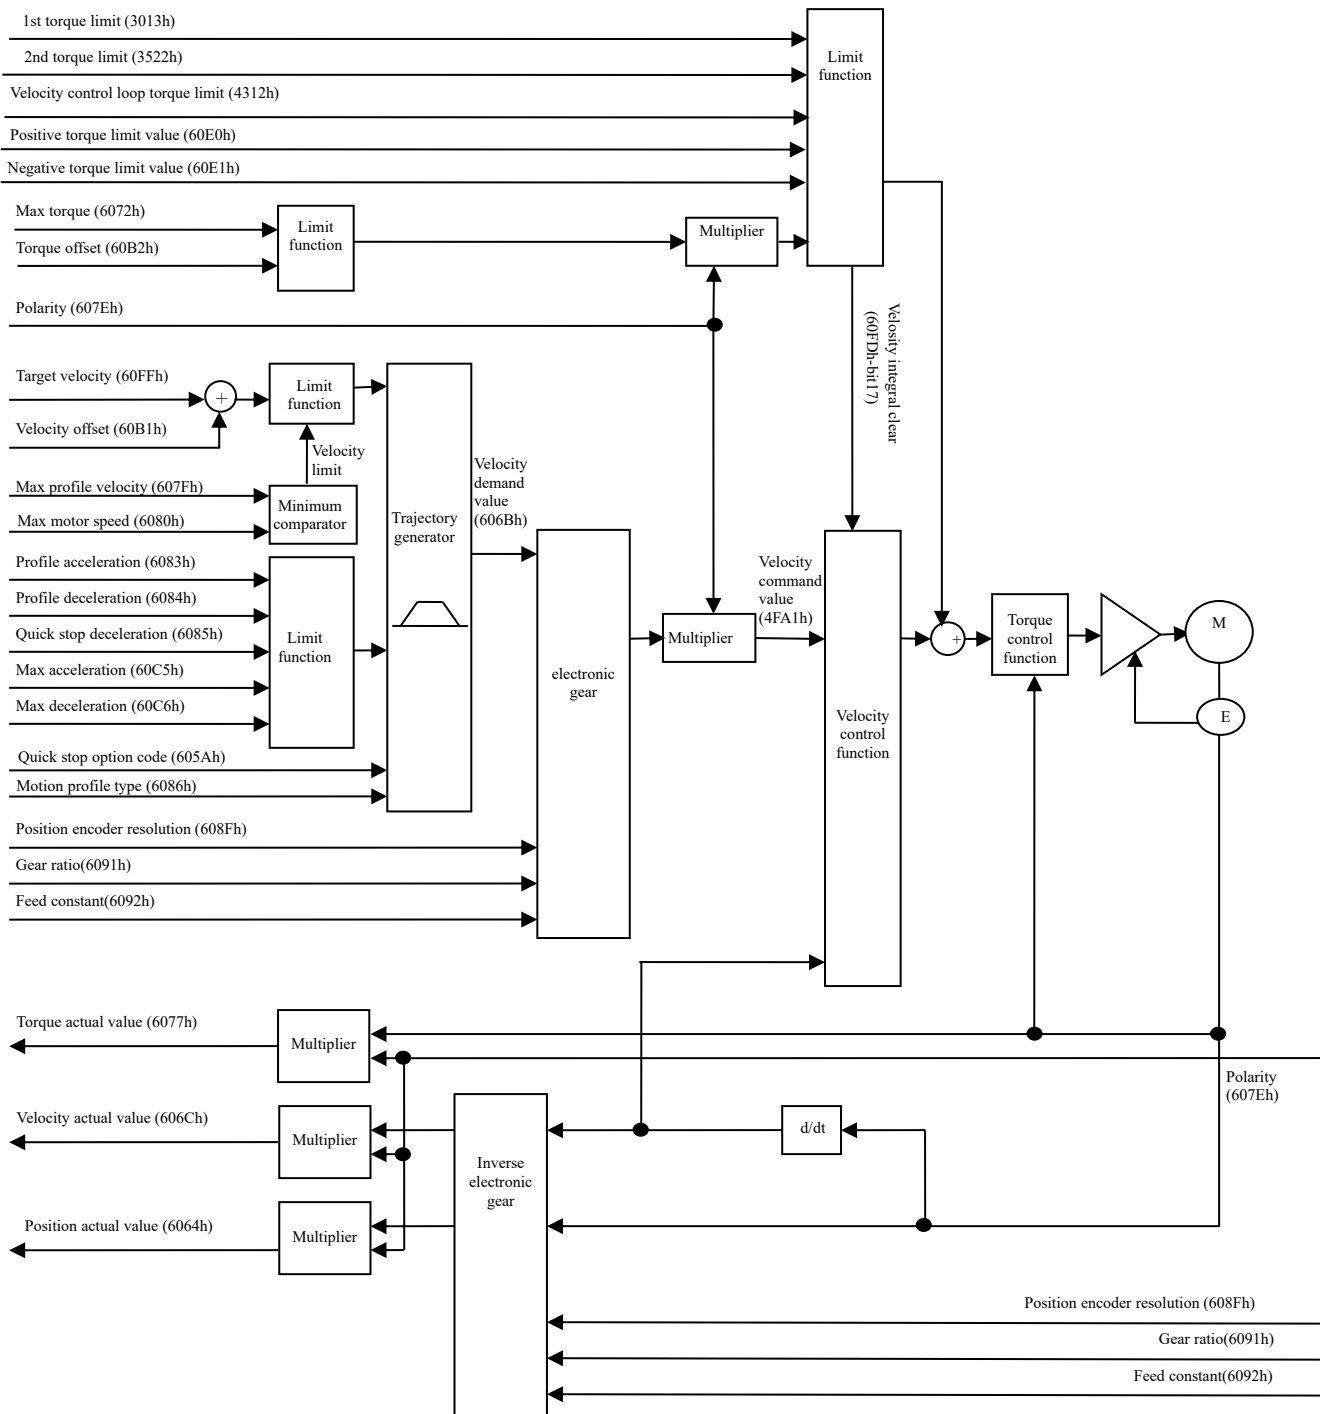 1st torque limit (3013h)
2nd torque limit (3522h)
Velocity control loop torque limit (4312h)
Positive torque limit value (60E0h)
Negative torque limit value (60E1h)
Limit
function
Max torque (6072h)
Torque offset (60B2h)
Limit
function
Multiplier
Polarity (607Eh)
Velosity integral clear
(60FDh-bit17)
Target velocity (60FFh)
Velocity offset (60B1h)
+
Limit
function
Velocity
limit
Max profile velocity (607Fh)
Max motor speed (6080h)
Minimum
comparator
Trajectory
generator
Velocity
demand
value
(606Bh)
Profile acceleration (6083h)
Profile deceleration (6084h)
Quick stop deceleration (6085h)
Max acceleration (60C5h)
Max deceleration (60C6h)
Limit
function
Quick stop option code (605Ah)
Motion profile type (6086h)
Position encoder resolution (608Fh)
Gear ratio(6091h)
Feed constant(6092h)
electronic
gear
Multiplier
Velocity
command
value
(4FA1h)
Velocity
control
function
+
Torque
control
function
M
E
Torque actual value (6077h)
Multiplier
Polarity
(607Eh)
Velocity actual value (606Ch)
Multiplier
Inverse
electronic
gear
d/dt
Position actual value (6064h)
Multiplier
Position encoder resolution (608Fh)
Gear ratio(6091h)
Feed constant(6092h)